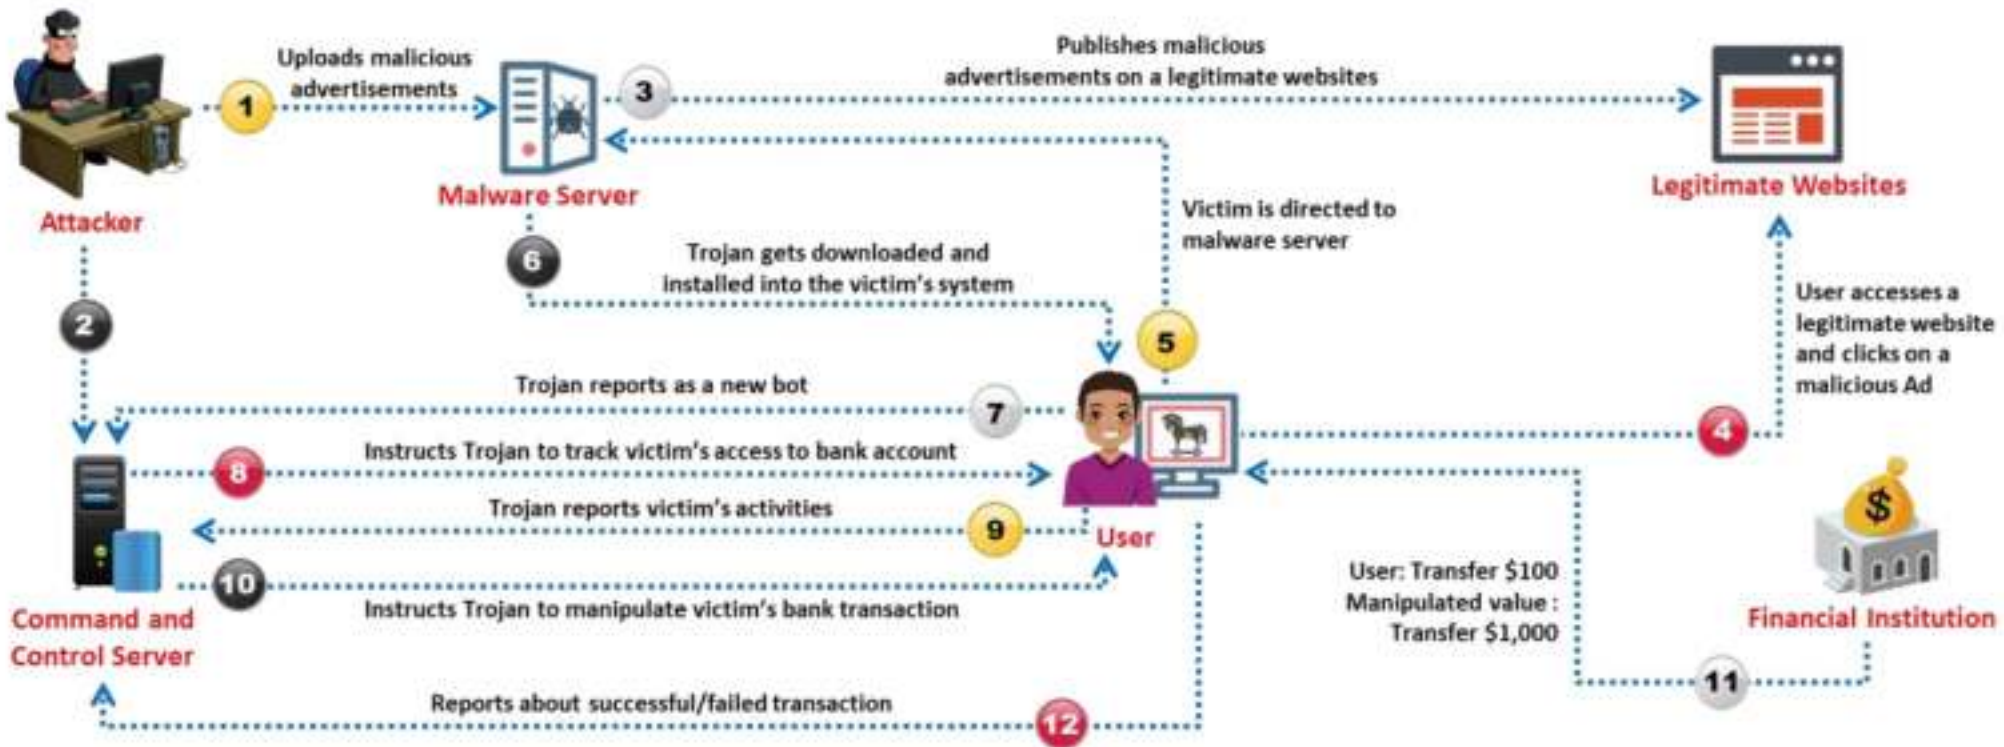 Uploads malicious
advertisements
1
Publishes malicious
advertisements on a legitimate websites
3
Malware Server
Legitimate Websites
Attacker
Victim is directed to
malware server
6
Trojan gets downloaded and
installed into the victim's system
User accesses a
legitimate website
and clicks on a
malicious Ad
2
5
Trojan reports as a new bot
7
4
Instructs Trojan to track victim's access to bank account
8
Trojan reports victim's activities
9
User
$
10
Instructs Trojan to manipulate victim's bank transaction
User: Transfer $100
Manipulated value :
Transfer $1,000
Command and
Control Server
Financial Institution
11
Reports about successful/failed transaction
12